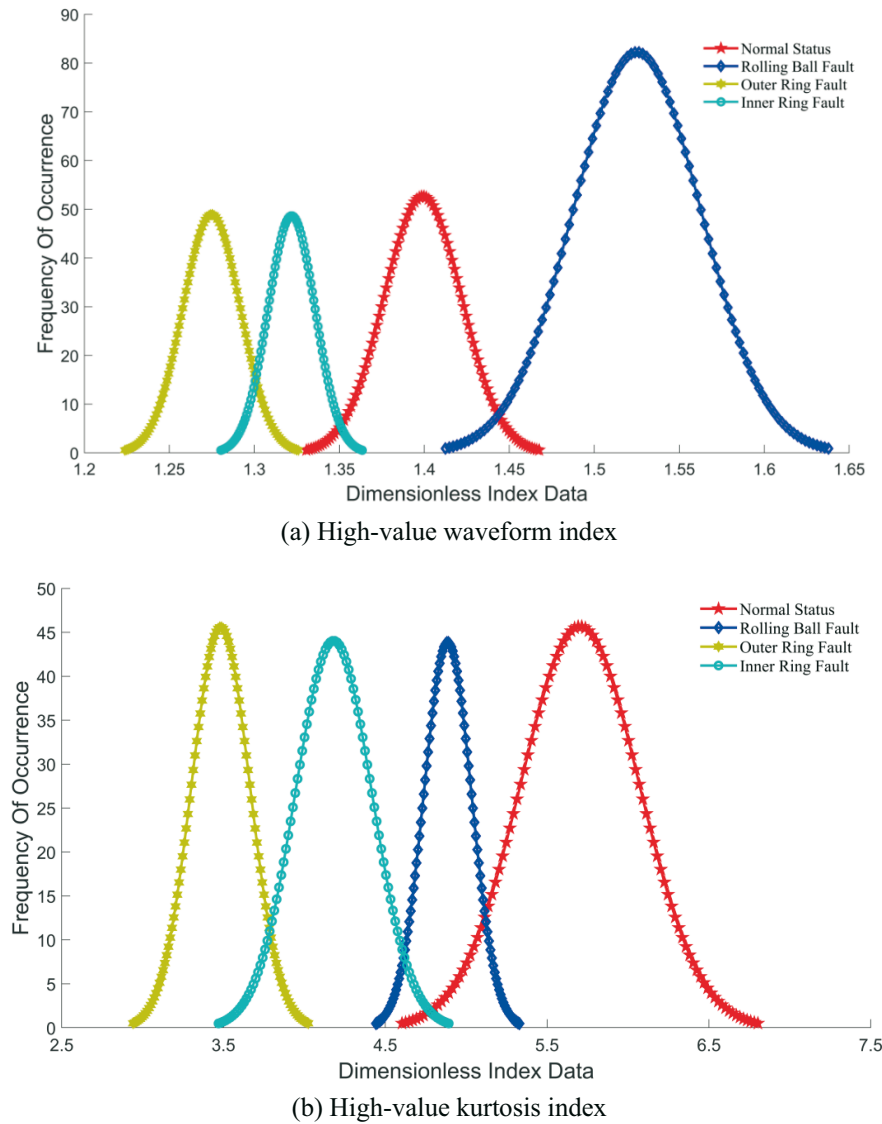 90
80
70
60
50
40
30
20
10
0
Frequency Of Occurrence
Normal Status
Rolling Ball Fault
Outer Ring Fault
Inner Ring Fault
1.2 1.25 1.3 1.35 1.4 1.45 1.5 1.55 1.6 1.65
Dimensionless Index Data
(a) High-value waveform index
50
45
40
35
30
25
20
15
10
5
0
Frequency Of Occurrence
Normal Status
Rolling Ball Fault
Outer Ring Fault
Inner Ring Fault
2.5 3.5 4.5 5.5 6.5 7.5
Dimensionless Index Data
(b) High-value kurtosis index